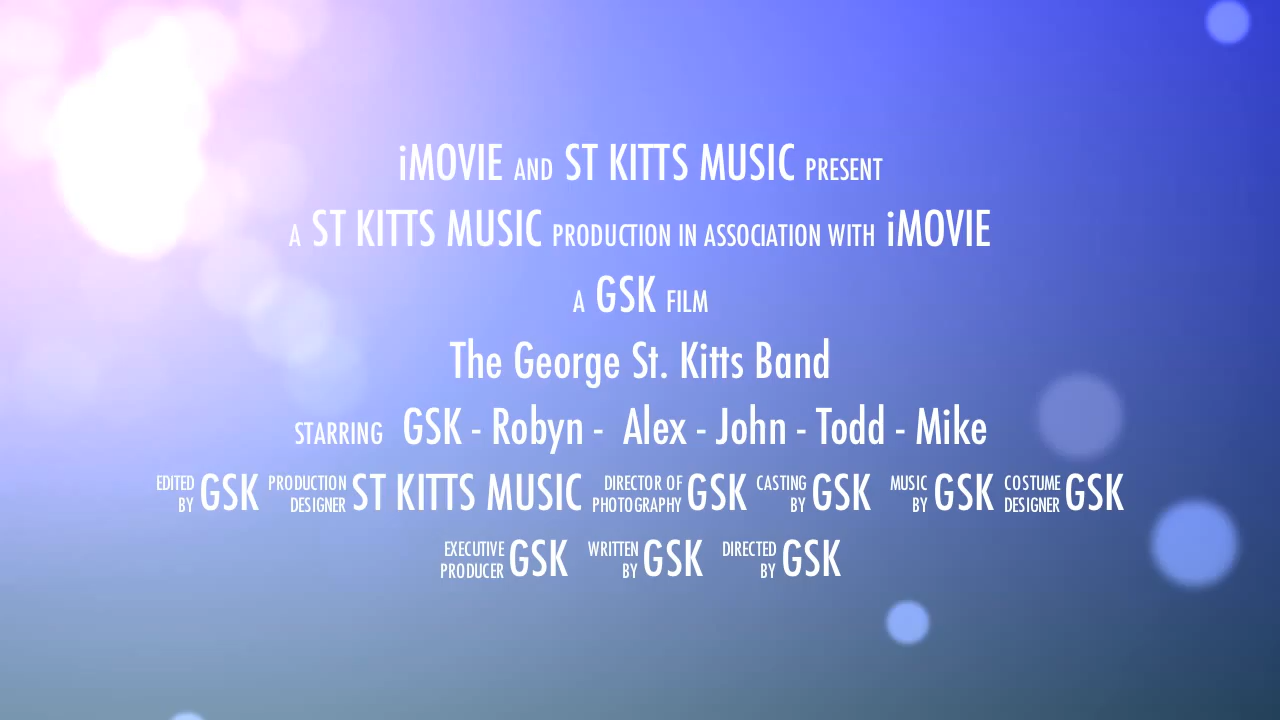 iMOVIE AND ST KITTS MUSIC PRESENT
A ST KITTS MUSIC PRODUCTION IN ASSOCIATION WITH iMOVIE
A GSK FILM
The George St. Kitts Band
STARRING GSK - Robyn - Alex - John - Todd - Mike
EDITED BY GSK PRODUCTION DESIGNER ST KITTS MUSIC DIRECTOR OF PHOTOGRAPHY GSK CASTING BY GSK MUSIC BY GSK COSTUME DESIGNER GSK
EXECUTIVE PRODUCER GSK WRITTEN BY GSK DIRECTED BY GSK